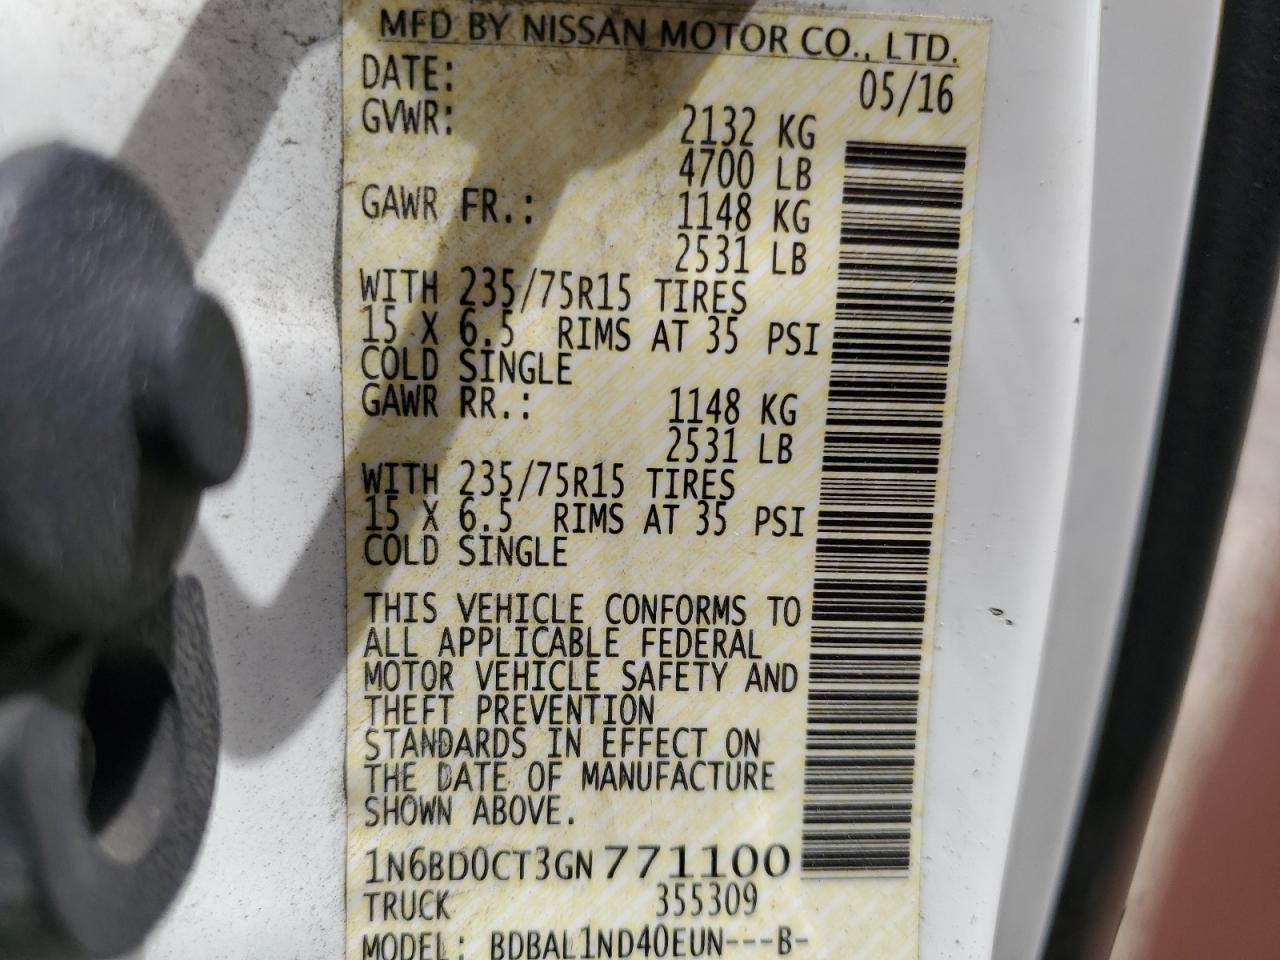 MFD BY NISSAN MOTOR CO., LTD.
DATE: 05/16
GVWR: 2132 KG
4700 LB
GAWR FR.: 1148 KG
2531 LB
WITH 235/75R15 TIRES
15 X 6.5 RIMS AT 35 PSI
COLD SINGLE
GAWR RR.: 1148 KG
2531 LB
WITH 235/75R15 TIRES
15 X 6.5 RIMS AT 35 PSI
COLD SINGLE
THIS VEHICLE CONFORMS TO
ALL APPLICABLE FEDERAL
MOTOR VEHICLE SAFETY AND
THEFT PREVENTION
STANDARDS IN EFFECT ON
THE DATE OF MANUFACTURE
SHOWN ABOVE.
1N6BD0CT3GN771100
TRUCK 355309
MODEL: BDBAL1ND40EUN---B-